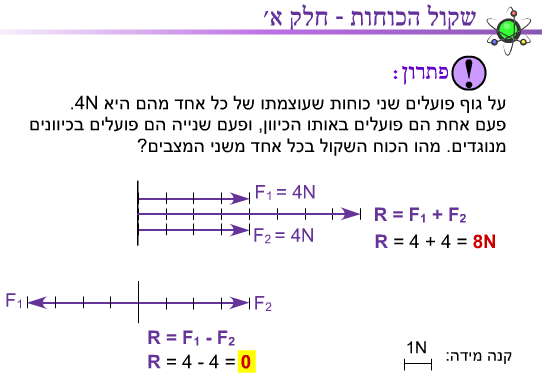 שקול הכוחות - חלק א׳
! פתרון:
על גוף פועלים שני כוחות שעוצמתו של כל אחד מהם היא 4N.
פעם אחת הם פועלים באותו הכיוון, ופעם שנייה הם פועלים בכיוונים
מנוגדים. מהו הכוח השקול בכל אחד משני המצבים?
F₁ = 4N
R = F₁ + F₂
F₂ = 4N
R = 4 + 4 = 8N
F₁
F₂
R = F₁ - F₂
R = 4 - 4 = 0
1N
קנה מידה: